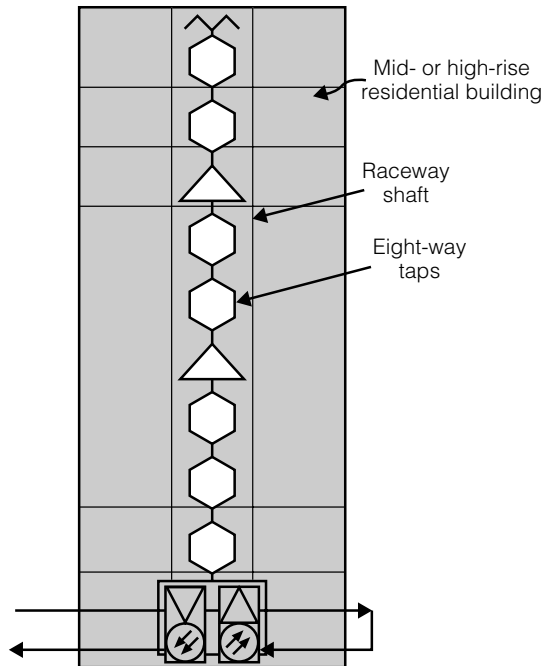 Mid- or high-rise
residential building
Raceway
shaft
Eight-way
taps